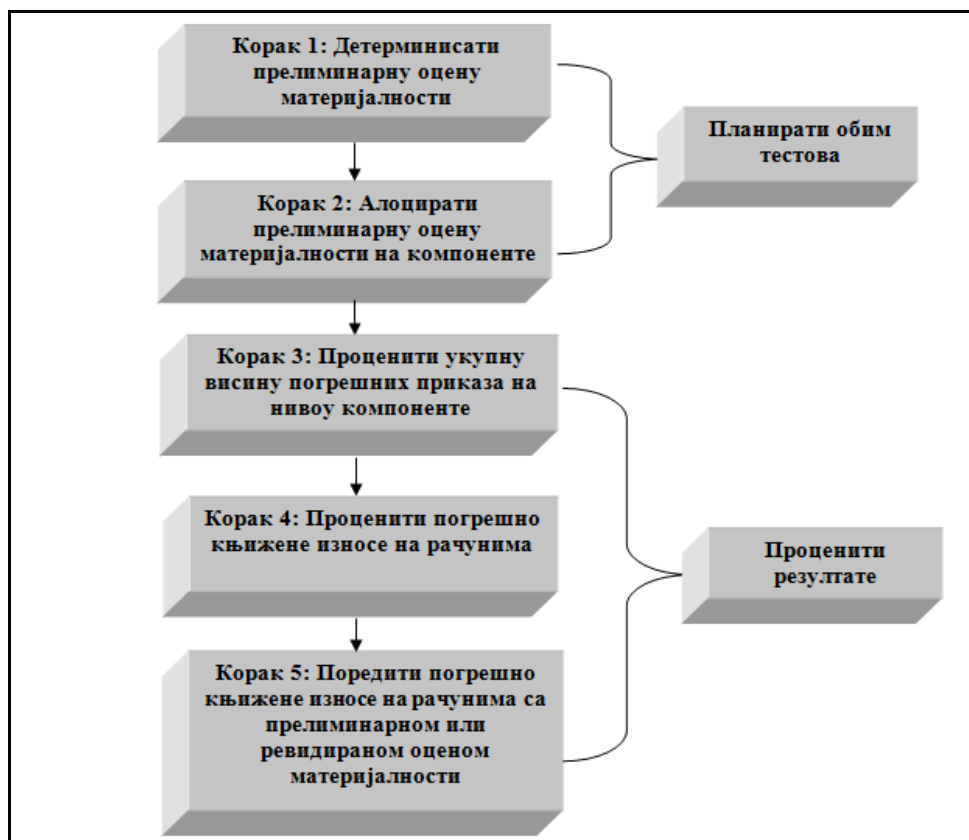 Корак 1: Детерминисати
прелиминарну оцену
материјалности
Планирати обим
тестова
Корак 2: Алоцирати
прелиминарну оцену
материјалности на компоненте
Корак 3: Проценити укупну
висину погрешних приказа на
нивоу компоненте
Корак 4: Проценити погрешно
књижене износе на рачунима
Проценити
резултате
Корак 5: Поредити погрешно
књижене износе на рачунима са
прелиминарном или
ревидираном оценом
материјалности